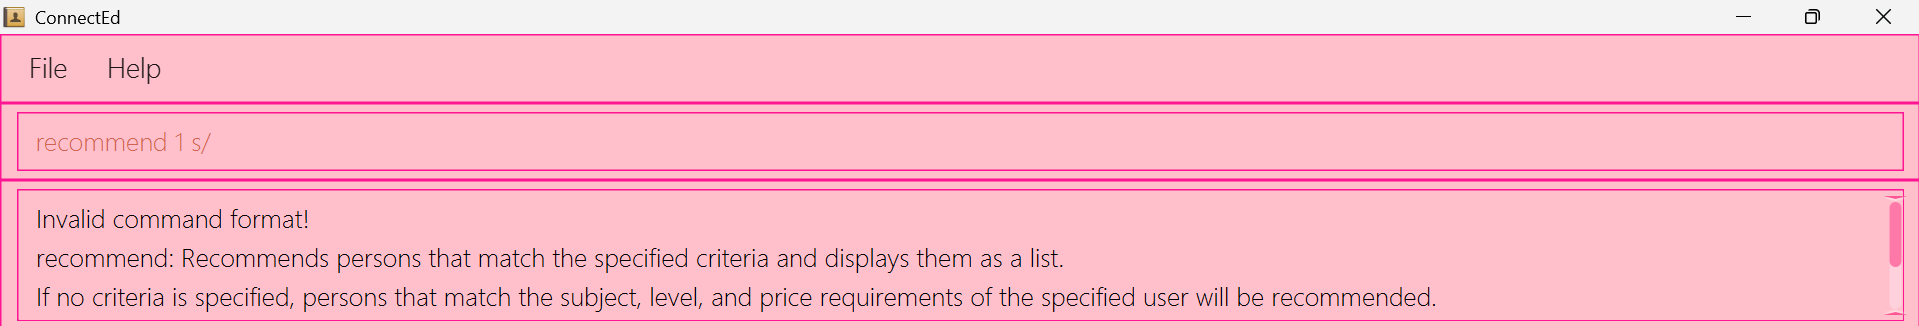 ConnectEd
File Help
recommend 1 s/
Invalid command format!
recommend: Recommends persons that match the specified criteria and displays them as a list.
If no criteria is specified, persons that match the subject, level, and price requirements of the specified user will be recommended.